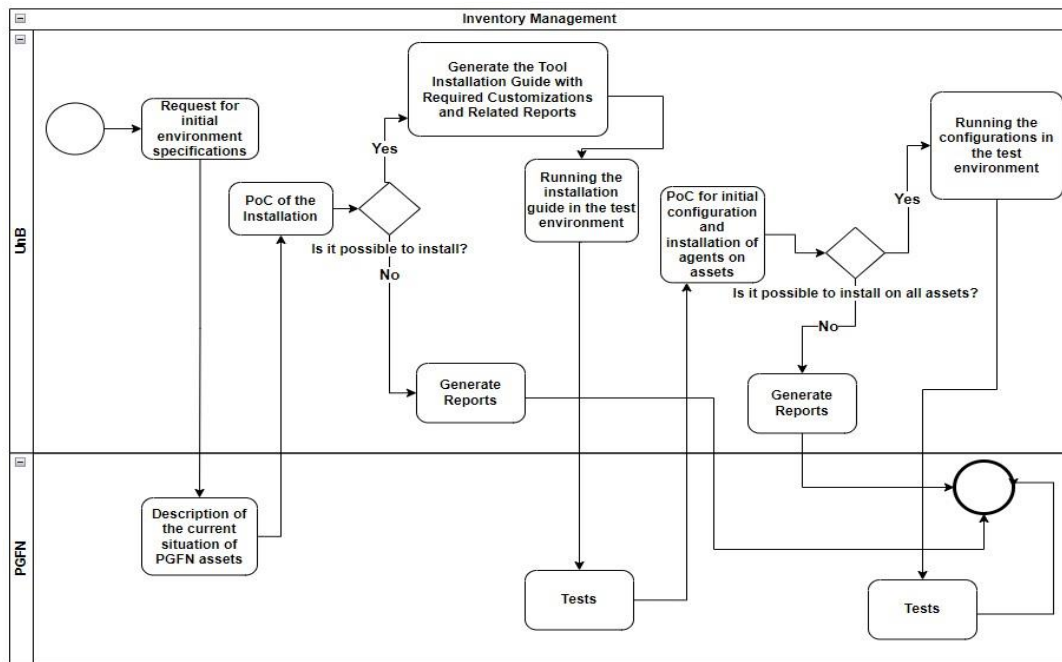 Inventory Management
UnB
Request for
initial
environment
specifications
PoC of the
Installation
Is it possible to install?
Yes
No
Generate the Tool
Installation Guide with
Required Customizations
and Related Reports
Generate
Reports
Running the
installation
guide in the test
environment
PoC for initial
configuration
and
installation of
agents on
assets
Is it possible to install on all assets?
Yes
No
Running the
configurations in
the test
environment
Generate
Reports
PGFN
Description of
the current
situation of
PGFN assets
Tests
Tests